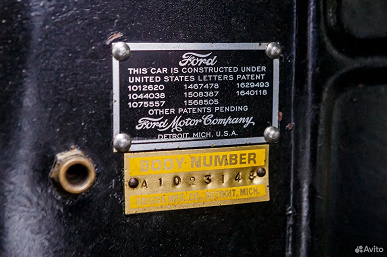 Ford
THIS CAR IS CONSTRUCTED UNDER
UNITED STATES LETTERS PATENT
1012620 1467478 1629493
1044038 1508387 1640118
1075557 1568505
OTHER PATENTS PENDING
Ford Motor Company
DETROIT, MICH. U.S.A.
BODY NUMBER
DETROIT, MICH.
Avito